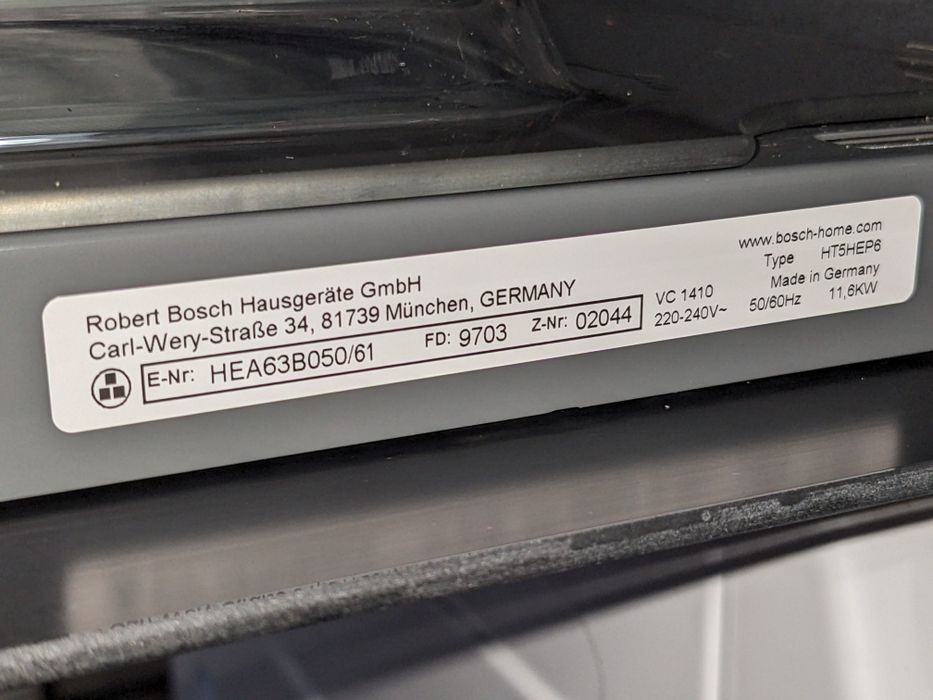 Robert Bosch Hausgeräte GmbH
Carl-Wery-Straße 34, 81739 München, GERMANY
E-Nr: HEA63B050/61 FD: 9703 Z-Nr: 02044
VC 1410
220-240V~
www.bosch-home.com
Type HT5HEP6
Made in Germany
50/60Hz 11,6KW